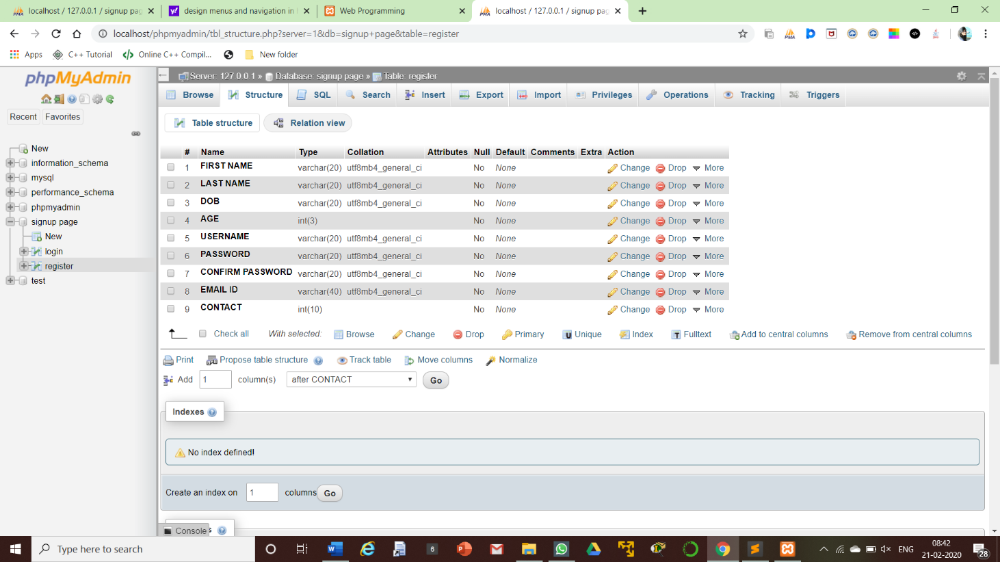 localhost / 127.0.0.1 / signup pag
design menus and navigation in
Web Programming
localhost / 127.0.0.1 / signup pag
localhost/phpmyadmin/tbl_structure.php?server=1&db=signup+page&table=register
Apps
C++ Tutorial
Online C++ Compil...
New folder
phpMyAdmin
Recent
Favorites
New
information_schema
mysql
performance_schema
phpmyadmin
signup page
New
login
register
test
Server: 127.0.0.1 » Database: signup page » Table: register
Browse Structure SQL Search Insert Export Import Privileges Operations Tracking Triggers
Table structure Relation view
# Name Type Collation Attributes Null Default Comments Extra Action
1 FIRST NAME varchar(20) utf8mb4_general_ci No None Change Drop More
2 LAST NAME varchar(20) utf8mb4_general_ci No None Change Drop More
3 DOB varchar(20) utf8mb4_general_ci No None Change Drop More
4 AGE int(3) No None Change Drop More
5 USERNAME varchar(20) utf8mb4_general_ci No None Change Drop More
6 PASSWORD varchar(20) utf8mb4_general_ci No None Change Drop More
7 CONFIRM PASSWORD varchar(20) utf8mb4_general_ci No None Change Drop More
8 EMAIL ID varchar(40) utf8mb4_general_ci No None Change Drop More
9 CONTACT int(10) No None Change Drop More
Check all With selected: Browse Change Drop Primary Unique Index Fulltext Add to central columns Remove from central columns
Print Propose table structure Track table Move columns Normalize
Add 1 column(s) after CONTACT Go
Indexes
No index defined!
Create an index on 1 columns Go
Console
Type here to search
ENG
08:42
21-02-2020
28